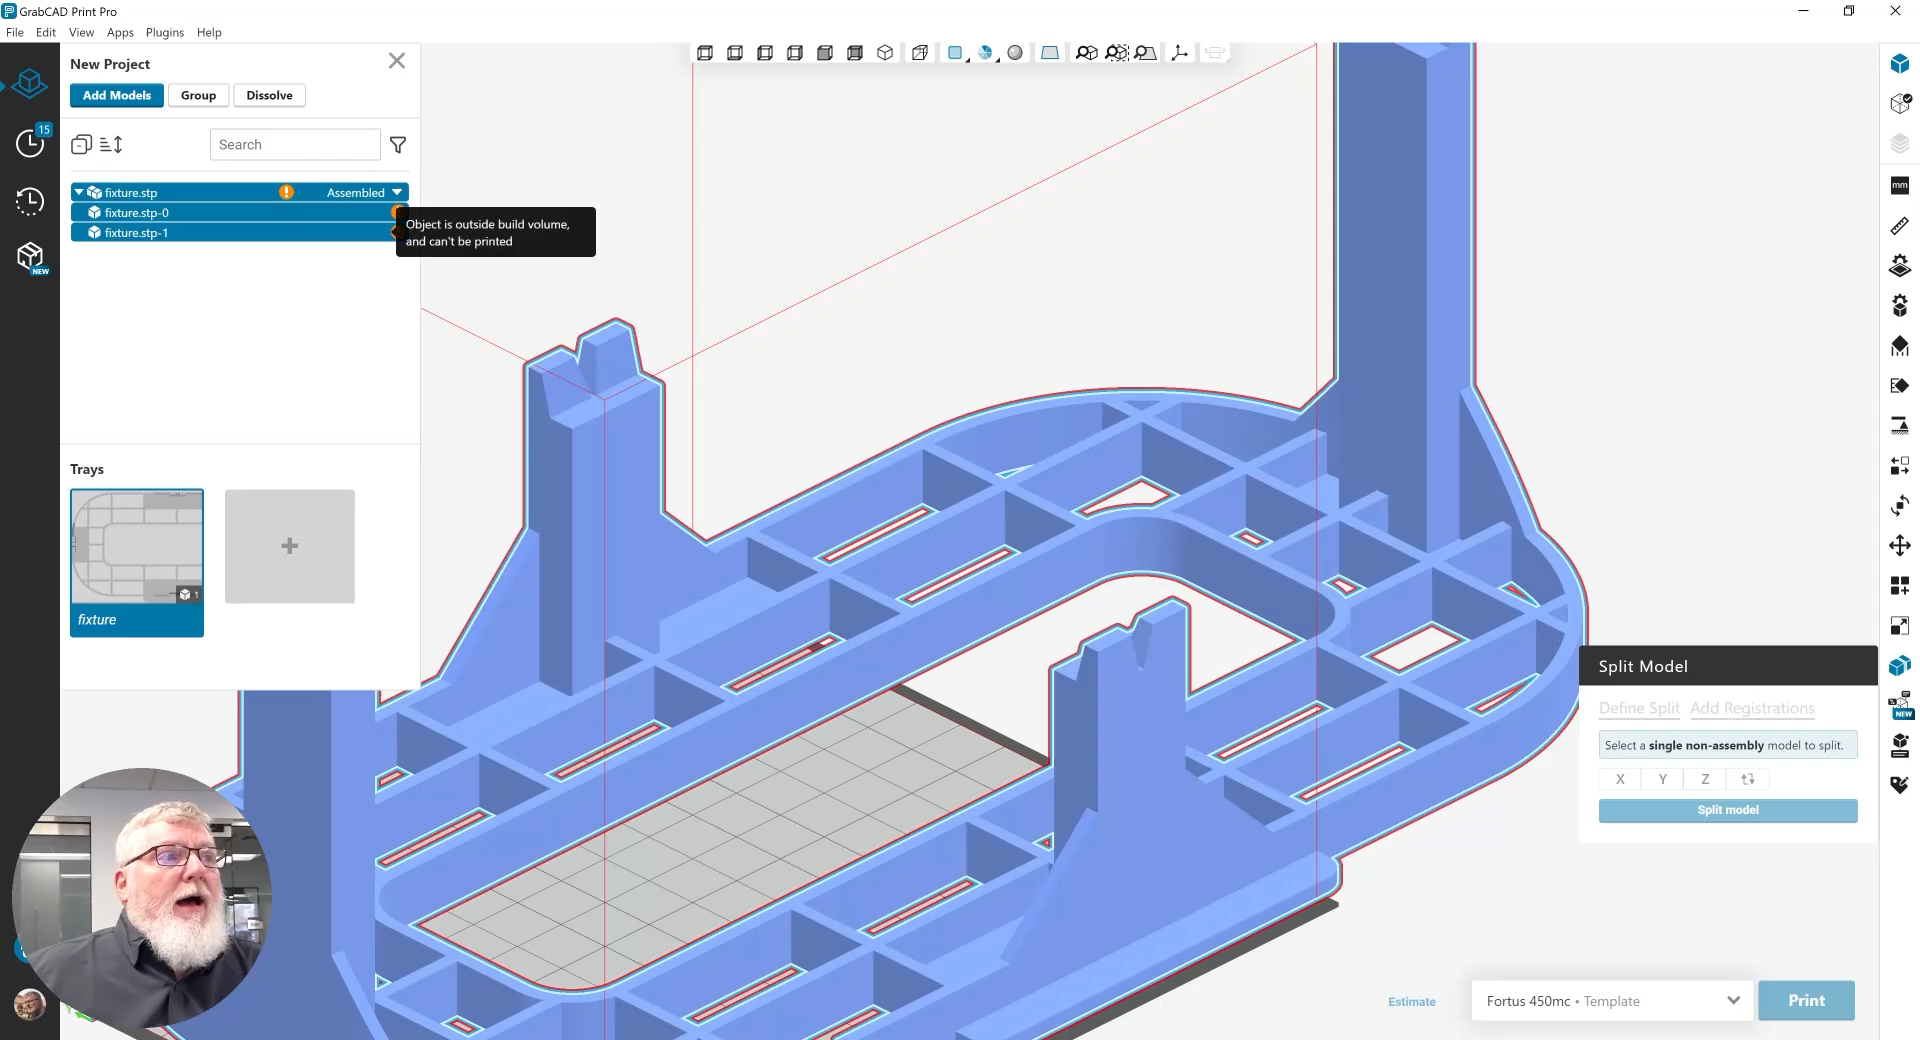 GrabCAD Print Pro
File Edit View Apps Plugins Help
New Project
Add Models Group Dissolve
15
Search
fixture.stp Assembled
fixture.stp-0
fixture.stp-1
Object is outside build volume,
and can't be printed
NEW
mm
Trays
1
fixture
Split Model
Define Split Add Registrations
Select a single non-assembly model to split.
X Y Z
Split model
NEW
Estimate Fortus 450mc • Template Print